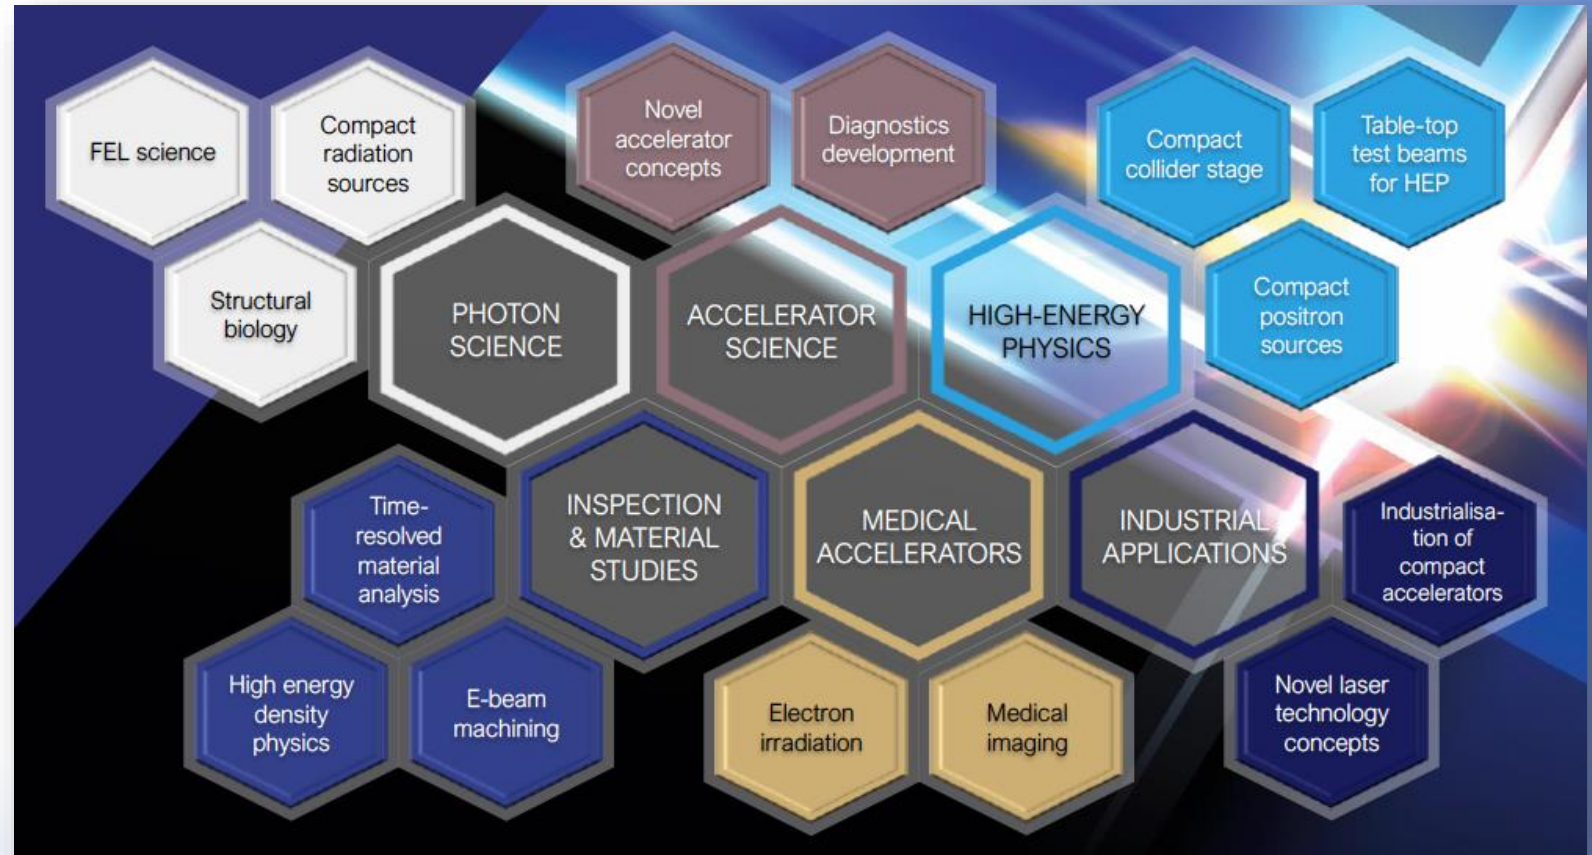 FEL science
Compact
radiation
sources
Structural
biology
PHOTON
SCIENCE
Novel
accelerator
concepts
Diagnostics
development
ACCELERATOR
SCIENCE
Compact
collider stage
Table-top
test beams
for HEP
Compact
positron
sources
HIGH-ENERGY
PHYSICS
Time-
resolved
material
analysis
High energy
density
physics
E-beam
machining
INSPECTION
& MATERIAL
STUDIES
MEDICAL
ACCELERATORS
Electron
irradiation
Medical
imaging
INDUSTRIAL
APPLICATIONS
Industrialisa-
tion of
compact
accelerators
Novel laser
technology
concepts